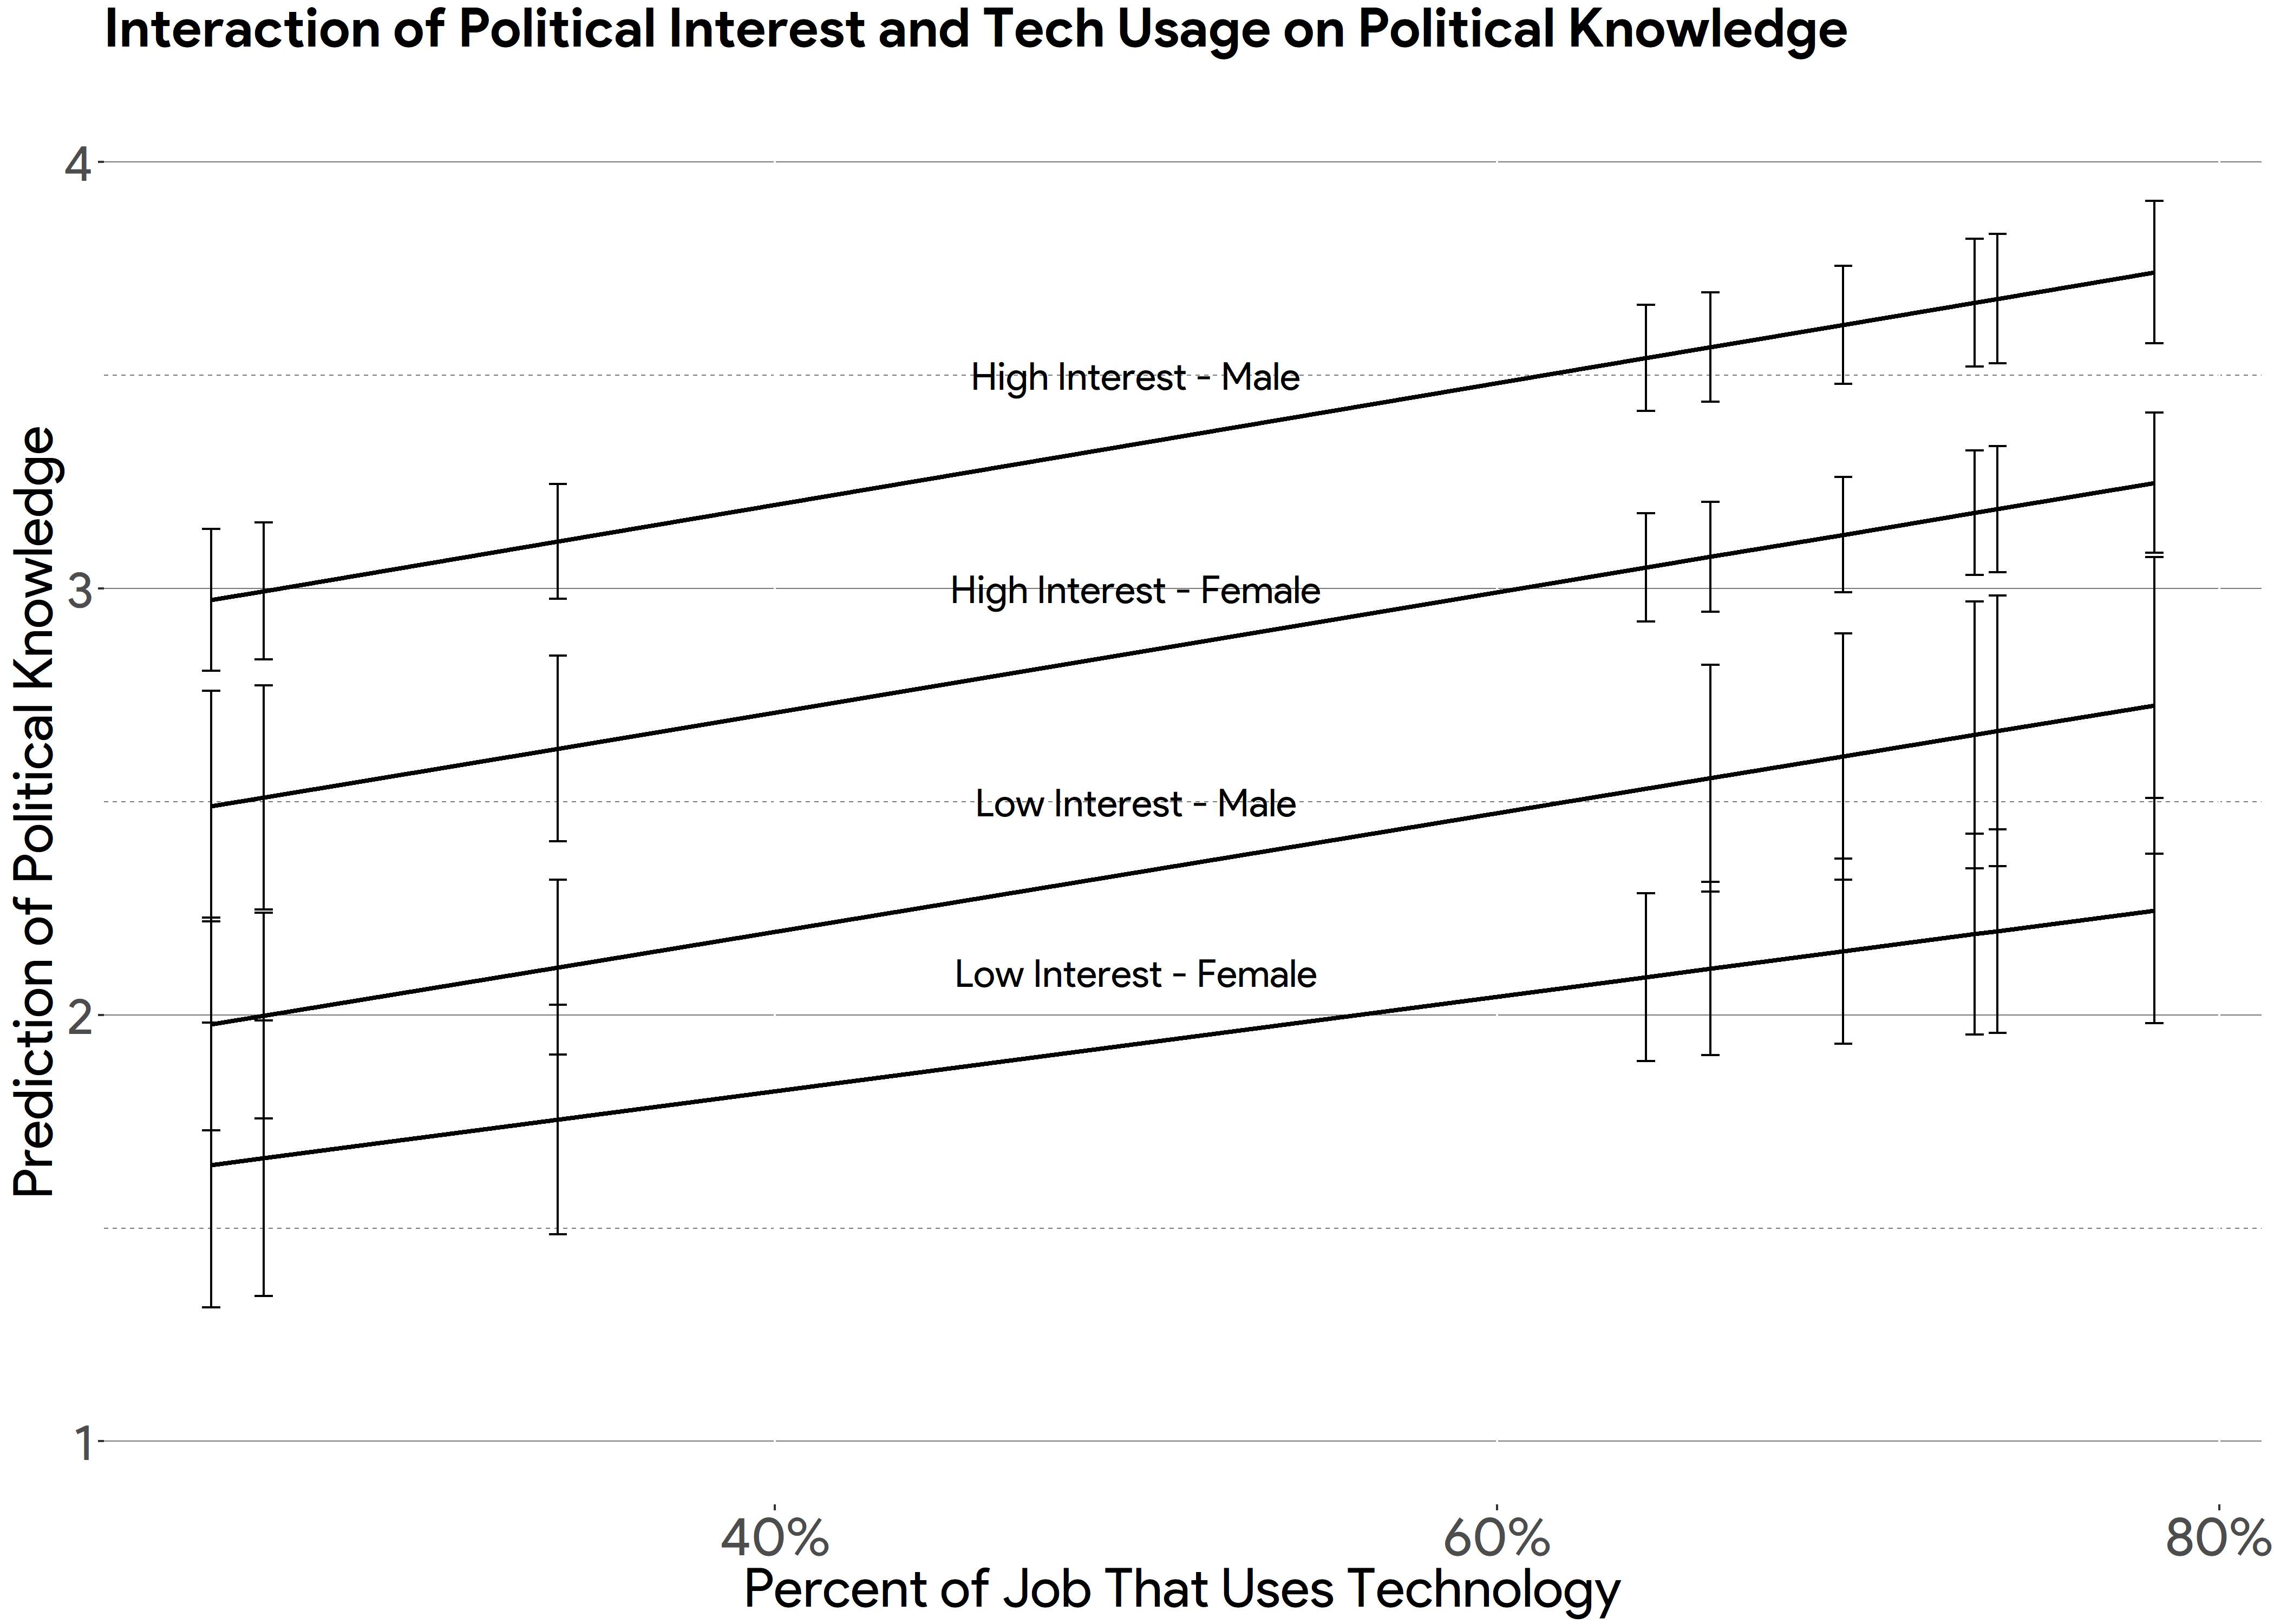 Interaction of Political Interest and Tech Usage on Political Knowledge
Prediction of Political Knowledge
4
3
2
1
High Interest - Male
High Interest - Female
Low Interest - Male
Low Interest - Female
40%
60%
80%
Percent of Job That Uses Technology